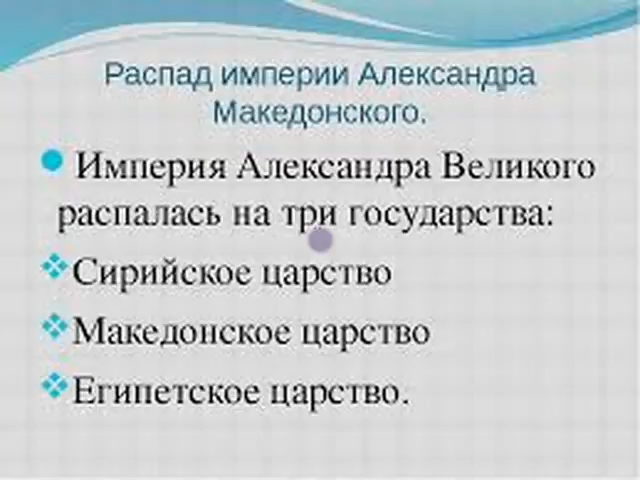 Распад империи Александра
Македонского.
Империя Александра Великого
распалась на три государства:
Сирийское царство
Македонское царство
Египетское царство.